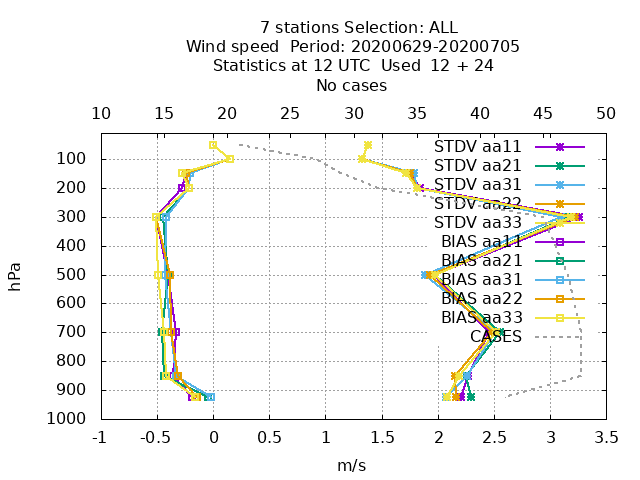 7 stations Selection: ALL
Wind speed  Period: 20200629-20200705
Statistics at 12 UTC  Used  12 + 24
No cases
10 15 20 25 30 35 40 45 50
STDV aa11
STDV aa21
STDV aa31
STDV aa22
STDV aa33
BIAS aa11
BIAS aa21
BIAS aa31
BIAS aa22
BIAS aa33
CASES
100
200
300
400
500
600
700
800
900
1000
hPa
-1 -0.5 0 0.5 1 1.5 2 2.5 3 3.5
m/s